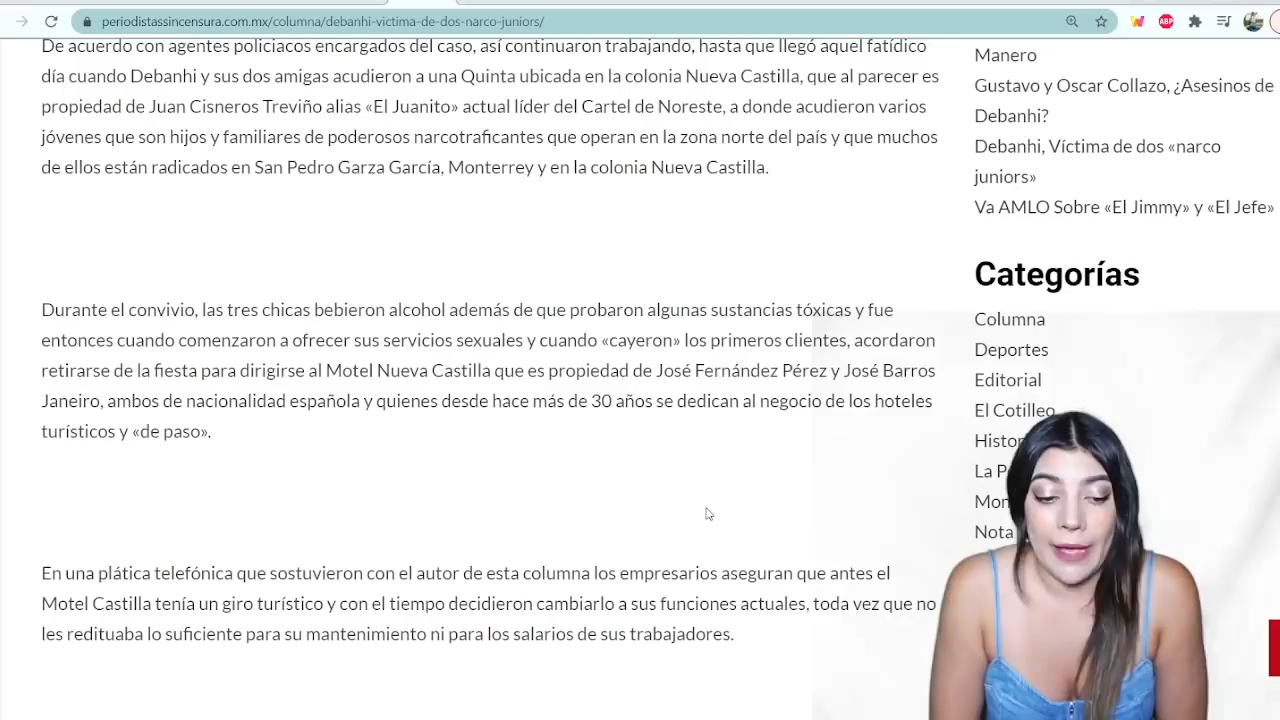 periodistassincensura.com.mx/columna/debanhi-victima-de-dos-narco-juniors/
ABP
De acuerdo con agentes policiacos encargados del caso, así continuaron trabajando, hasta que llegó aquel fatídico
día cuando Debanhi y sus dos amigas acudieron a una Quinta ubicada en la colonia Nueva Castilla, que al parecer es
propiedad de Juan Cisneros Treviño alias «El Juanito» actual líder del Cartel de Noreste, a donde acudieron varios
jóvenes que son hijos y familiares de poderosos narcotraficantes que operan en la zona norte del país y que muchos
de ellos están radicados en San Pedro Garza García, Monterrey y en la colonia Nueva Castilla.
Durante el convivio, las tres chicas bebieron alcohol además de que probaron algunas sustancias tóxicas y fue
entonces cuando comenzaron a ofrecer sus servicios sexuales y cuando «cayeron» los primeros clientes, acordaron
retirarse de la fiesta para dirigirse al Motel Nueva Castilla que es propiedad de José Fernández Pérez y José Barros
Janeiro, ambos de nacionalidad española y quienes desde hace más de 30 años se dedican al negocio de los hoteles
turísticos y «de paso».
En una plática telefónica que sostuvieron con el autor de esta columna los empresarios aseguran que antes el
Motel Castilla tenía un giro turístico y con el tiempo decidieron cambiarlo a sus funciones actuales, toda vez que no
les redituaba lo suficiente para su mantenimiento ni para los salarios de sus trabajadores.
Manero
Gustavo y Oscar Collazo, ¿Asesinos de
Debanhi?
Debanhi, Víctima de dos «narco
juniors»
Va AMLO Sobre «El Jimmy» y «El Jefe»
Categorías
Columna
Deportes
Editorial
El Cotilleo
Histor
La P
Mon
Nota